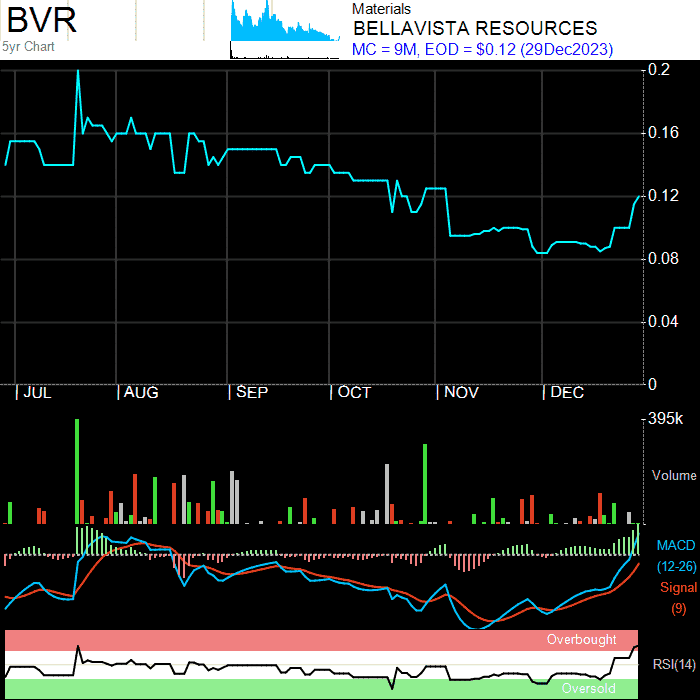 BVR
5yr Chart
Materials
BELLAVISTA RESOURCES
MC = 9M, EOD = $0.12 (29Dec2023)
0.2
0.16
0.12
0.08
0.04
0
JUL
AUG
SEP
OCT
NOV
DEC
395k
Volume
MACD
(12-26)
Signal
(9)
Overbought
RSI(14)
Oversold